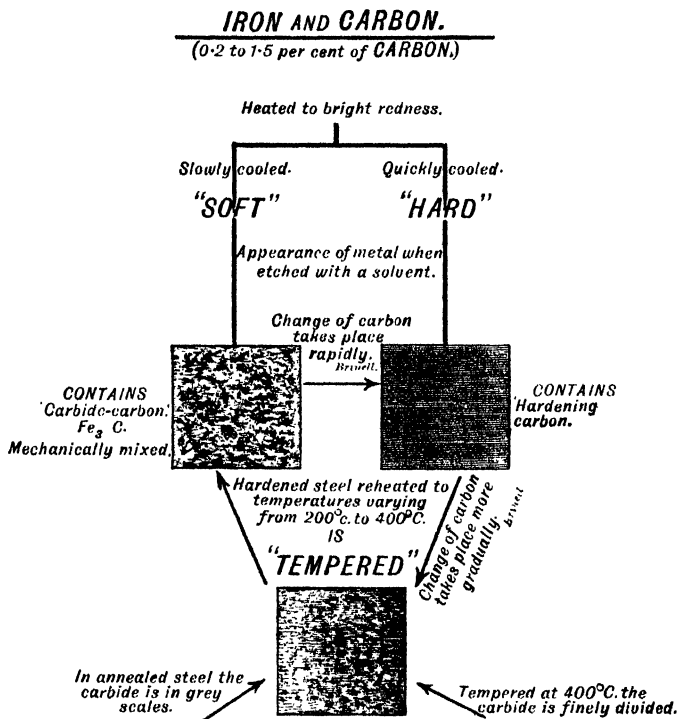 IRON AND CARBON.
(0·2 to 1·5 per cent of CARBON.)
Heated to bright redness.
Slowly cooled.
"SOFT"
Quickly cooled.
"HARD"
Appearance of metal when
etched with a solvent.
Change of carbon
takes place
rapidly.
Brinell.
CONTAINS
'Carbide-carbon.'
Fe3 C.
Mechanically mixed.
CONTAINS
'Hardening
carbon.
Hardened steel reheated to
temperatures varying
from 200°c. to 400°C.
IS
"TEMPERED"
Change of carbon
takes place more
gradually.
Brinell
In annealed steel the
carbide is in grey
scales.
Tempered at 400°C. the
carbide is finely divided.